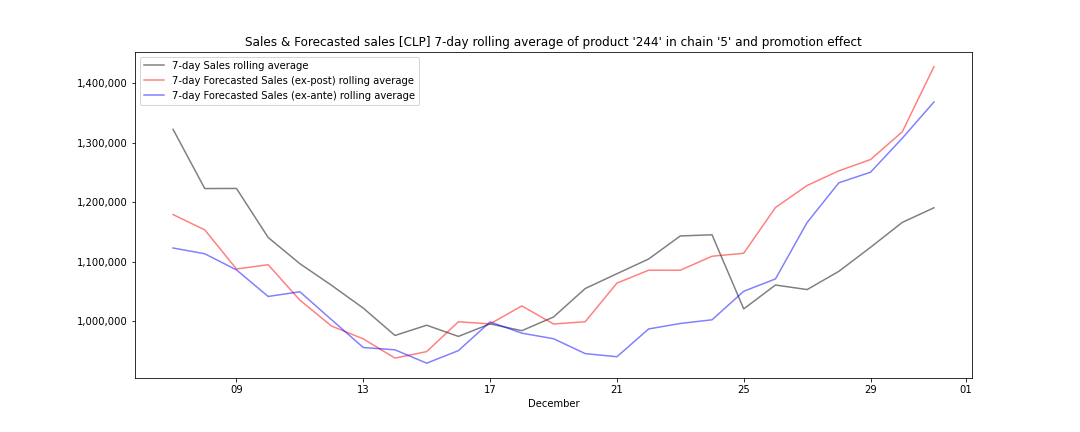 Sales & Forecasted sales [CLP] 7-day rolling average of product '244' in chain '5' and promotion effect
7-day Sales rolling average
7-day Forecasted Sales (ex-post) rolling average
7-day Forecasted Sales (ex-ante) rolling average
1,400,000
1,300,000
1,200,000
1,100,000
1,000,000
09 13 17 21 25 29 01
December